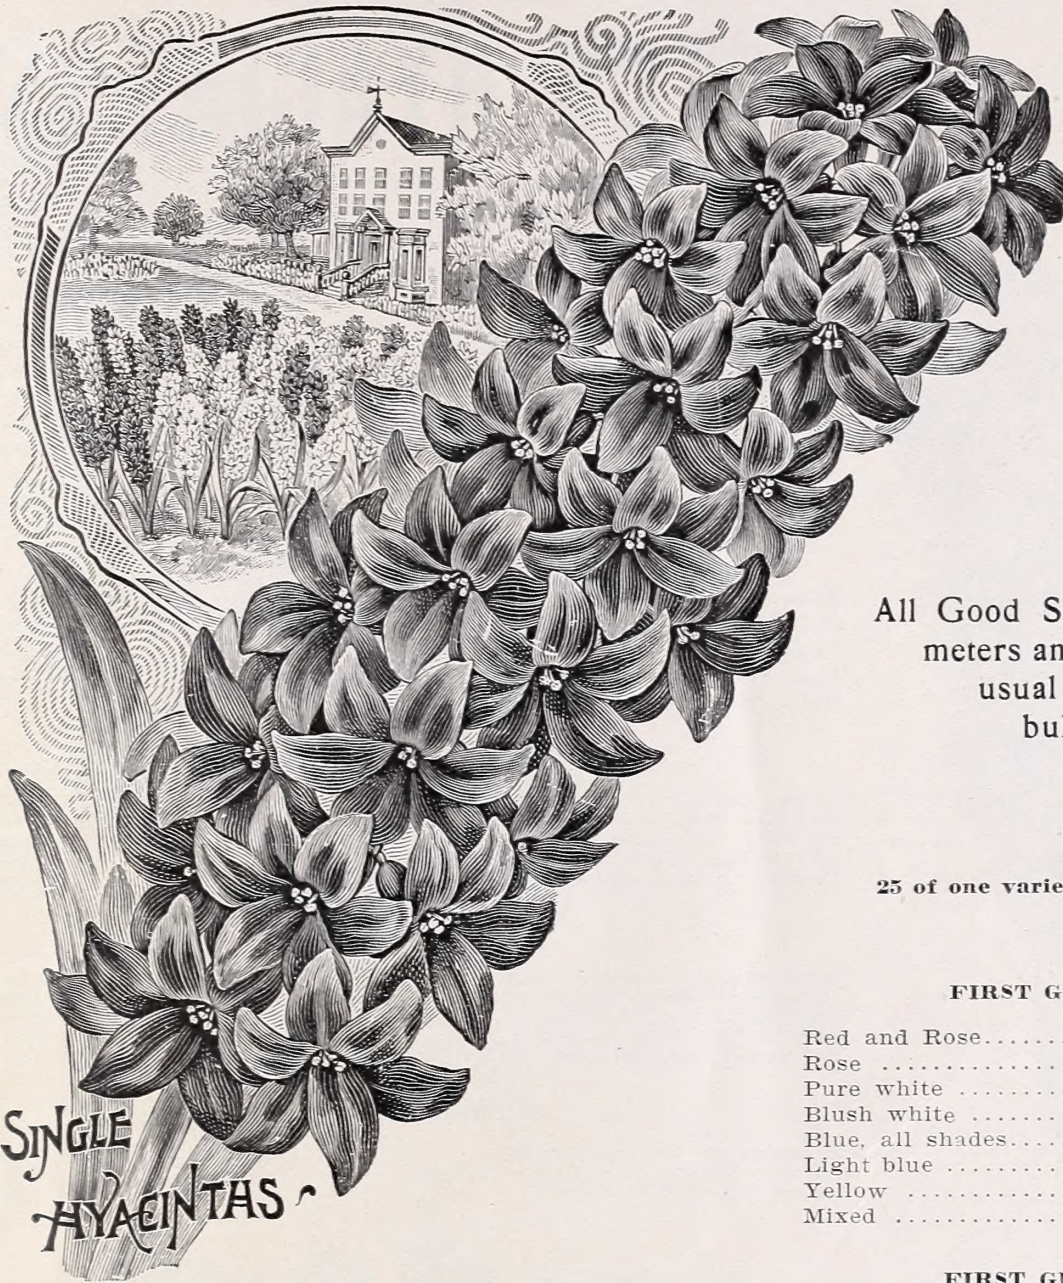 All Good S
meters an
usual
bul
25 of one varie
FIRST G
Red and Rose......
Rose ..............
Pure white ........
Blush white .......
Blue, all shades....
Light blue .........
Yellow ............
Mixed .............
FIRST G
SINGLE
HYACINTHS